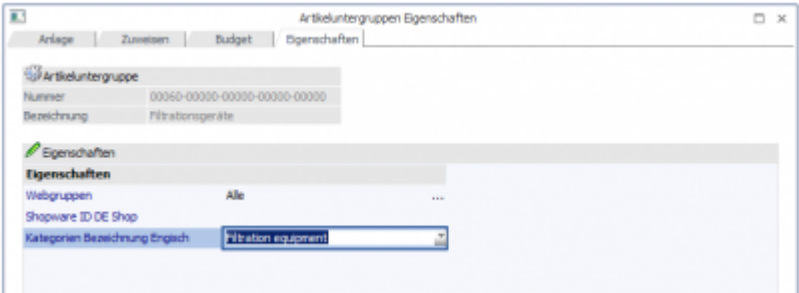 Artikeluntergruppen Eigenschaften
Anlage Zuweisen Budget Eigenschaften
Artikeluntergruppe
Nummer 00060-00000-00000-00000-00000
Bezeichnung Filtrationsgeräte
Eigenschaften
Eigenschaften
Webgruppen Alle ...
Shopware ID DE Shop
Kategorien Bezeichnung Engisch Filtration equipment